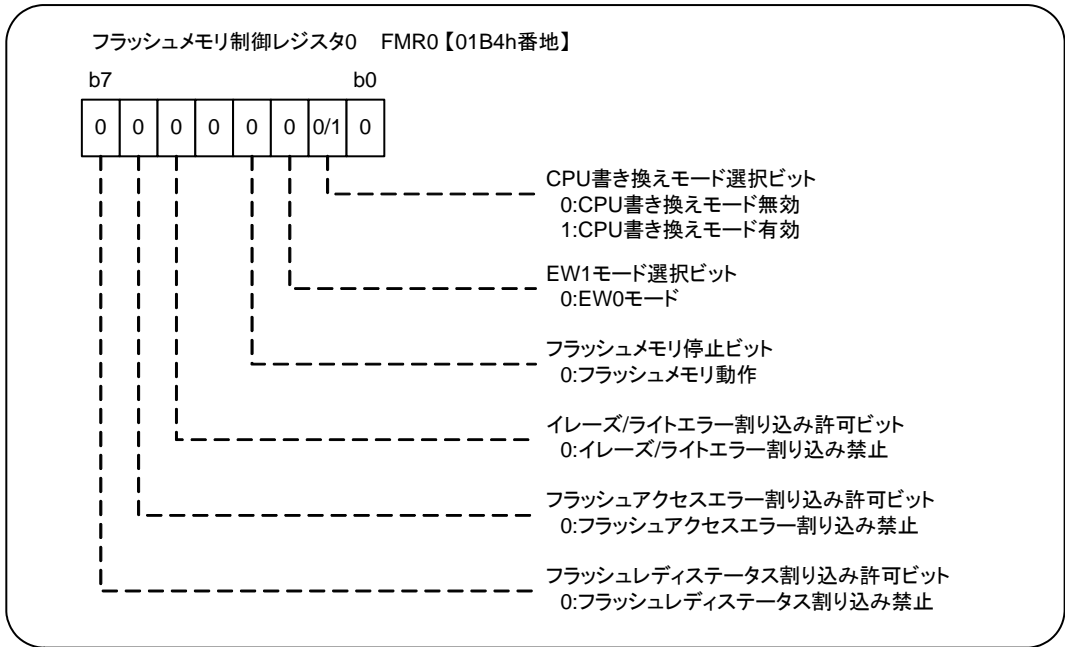 フラッシュメモリ制御レジスタ0 FMR0【01B4h番地】
b7 b0
0 0 0 0 0 0 0/1 0
CPU書き換えモード選択ビット
0:CPU書き換えモード無効
1:CPU書き換えモード有効
EW1モード選択ビット
0:EW0モード
フラッシュメモリ停止ビット
0:フラッシュメモリ動作
イレーズ/ライトエラー割り込み許可ビット
0:イレーズ/ライトエラー割り込み禁止
フラッシュアクセスエラー割り込み許可ビット
0:フラッシュアクセスエラー割り込み禁止
フラッシュレディステータス割り込み許可ビット
0:フラッシュレディステータス割り込み禁止